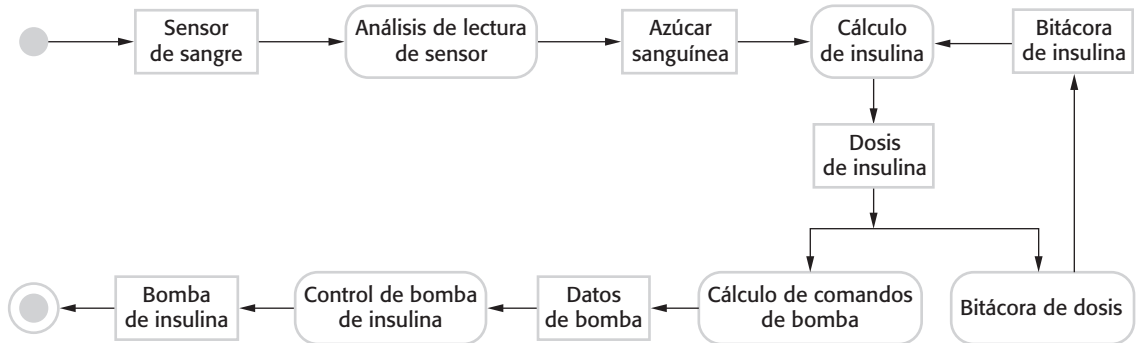 Sensor
de sangre
Análisis de lectura
de sensor
Azúcar
sanguínea
Cálculo
de insulina
Bitácora
de insulina
Dosis
de insulina
Bomba
de insulina
Control de bomba
de insulina
Datos
de bomba
Cálculo de comandos
de bomba
Bitácora de dosis